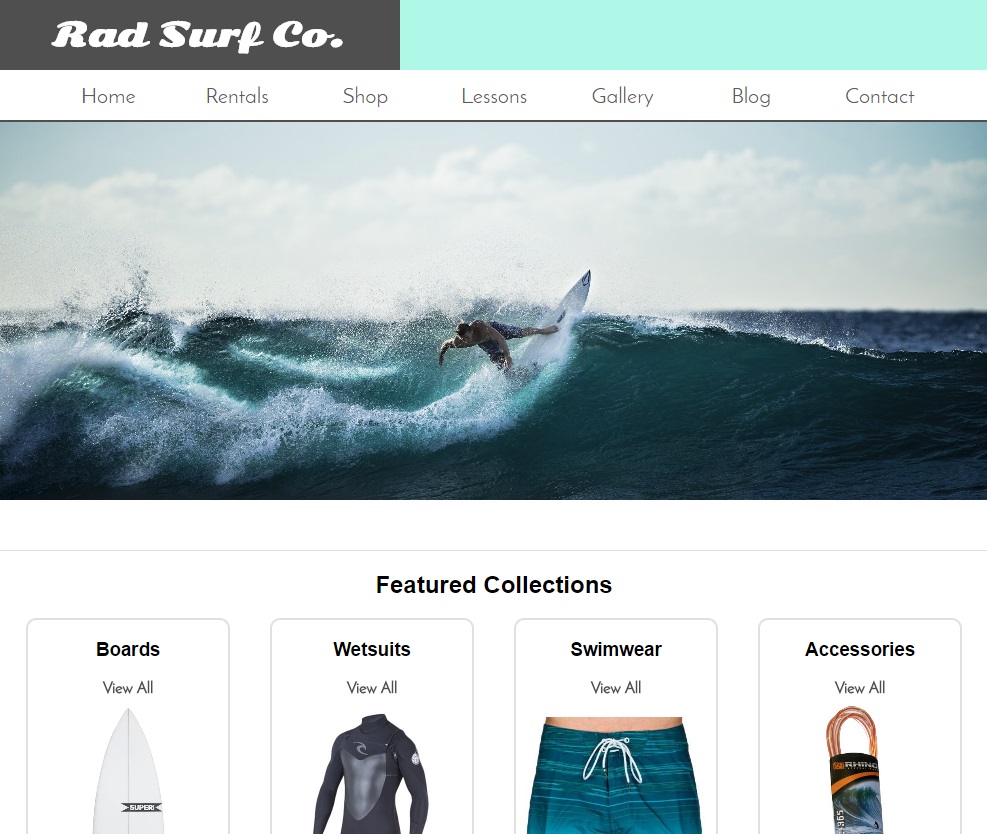 Rad Surf Co.
Home Rentals Shop Lessons Gallery Blog Contact
Featured Collections
Boards Wetsuits Swimwear Accessories
View All View All View All View All
SUPER
RHINO
365